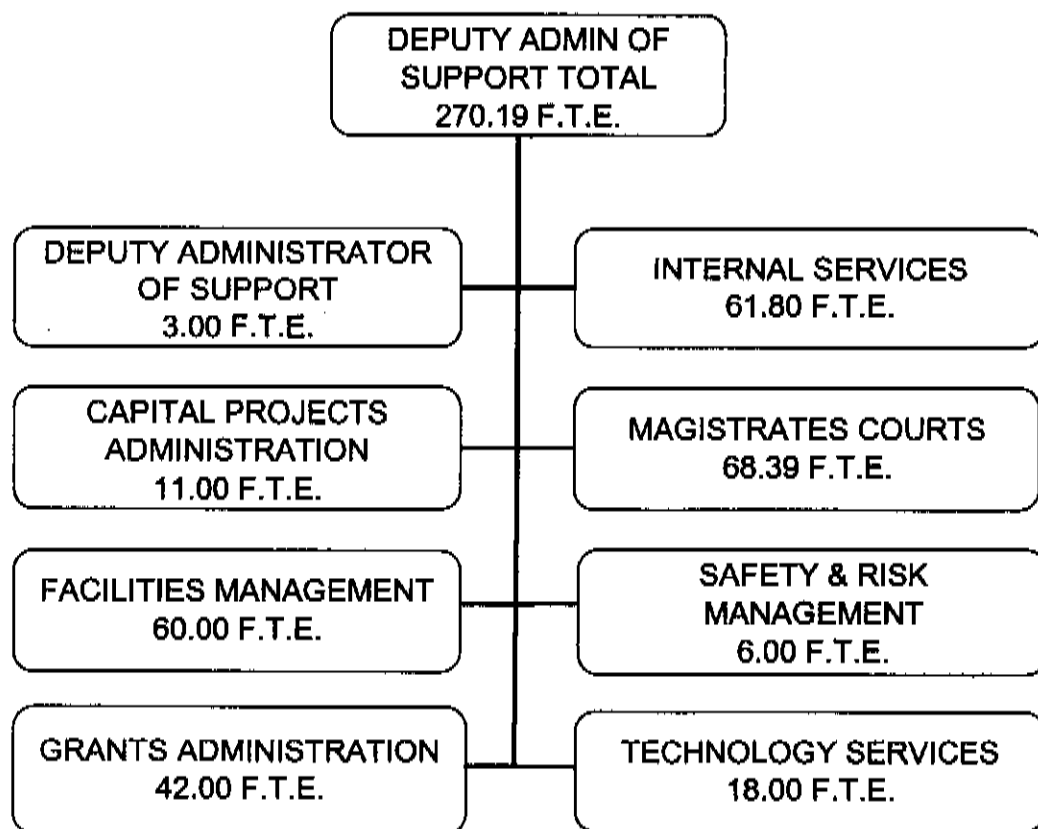 DEPUTY ADMIN OF
SUPPORT TOTAL
270.19 F.T.E.
DEPUTY ADMINISTRATOR
OF SUPPORT
3.00 F.T.E.
INTERNAL SERVICES
61.80 F.T.E.
CAPITAL PROJECTS
ADMINISTRATION
11.00 F.T.E.
MAGISTRATES COURTS
68.39 F.T.E.
FACILITIES MANAGEMENT
60.00 F.T.E.
SAFETY & RISK
MANAGEMENT
6.00 F.T.E.
GRANTS ADMINISTRATION
42.00 F.T.E.
TECHNOLOGY SERVICES
18.00 F.T.E.